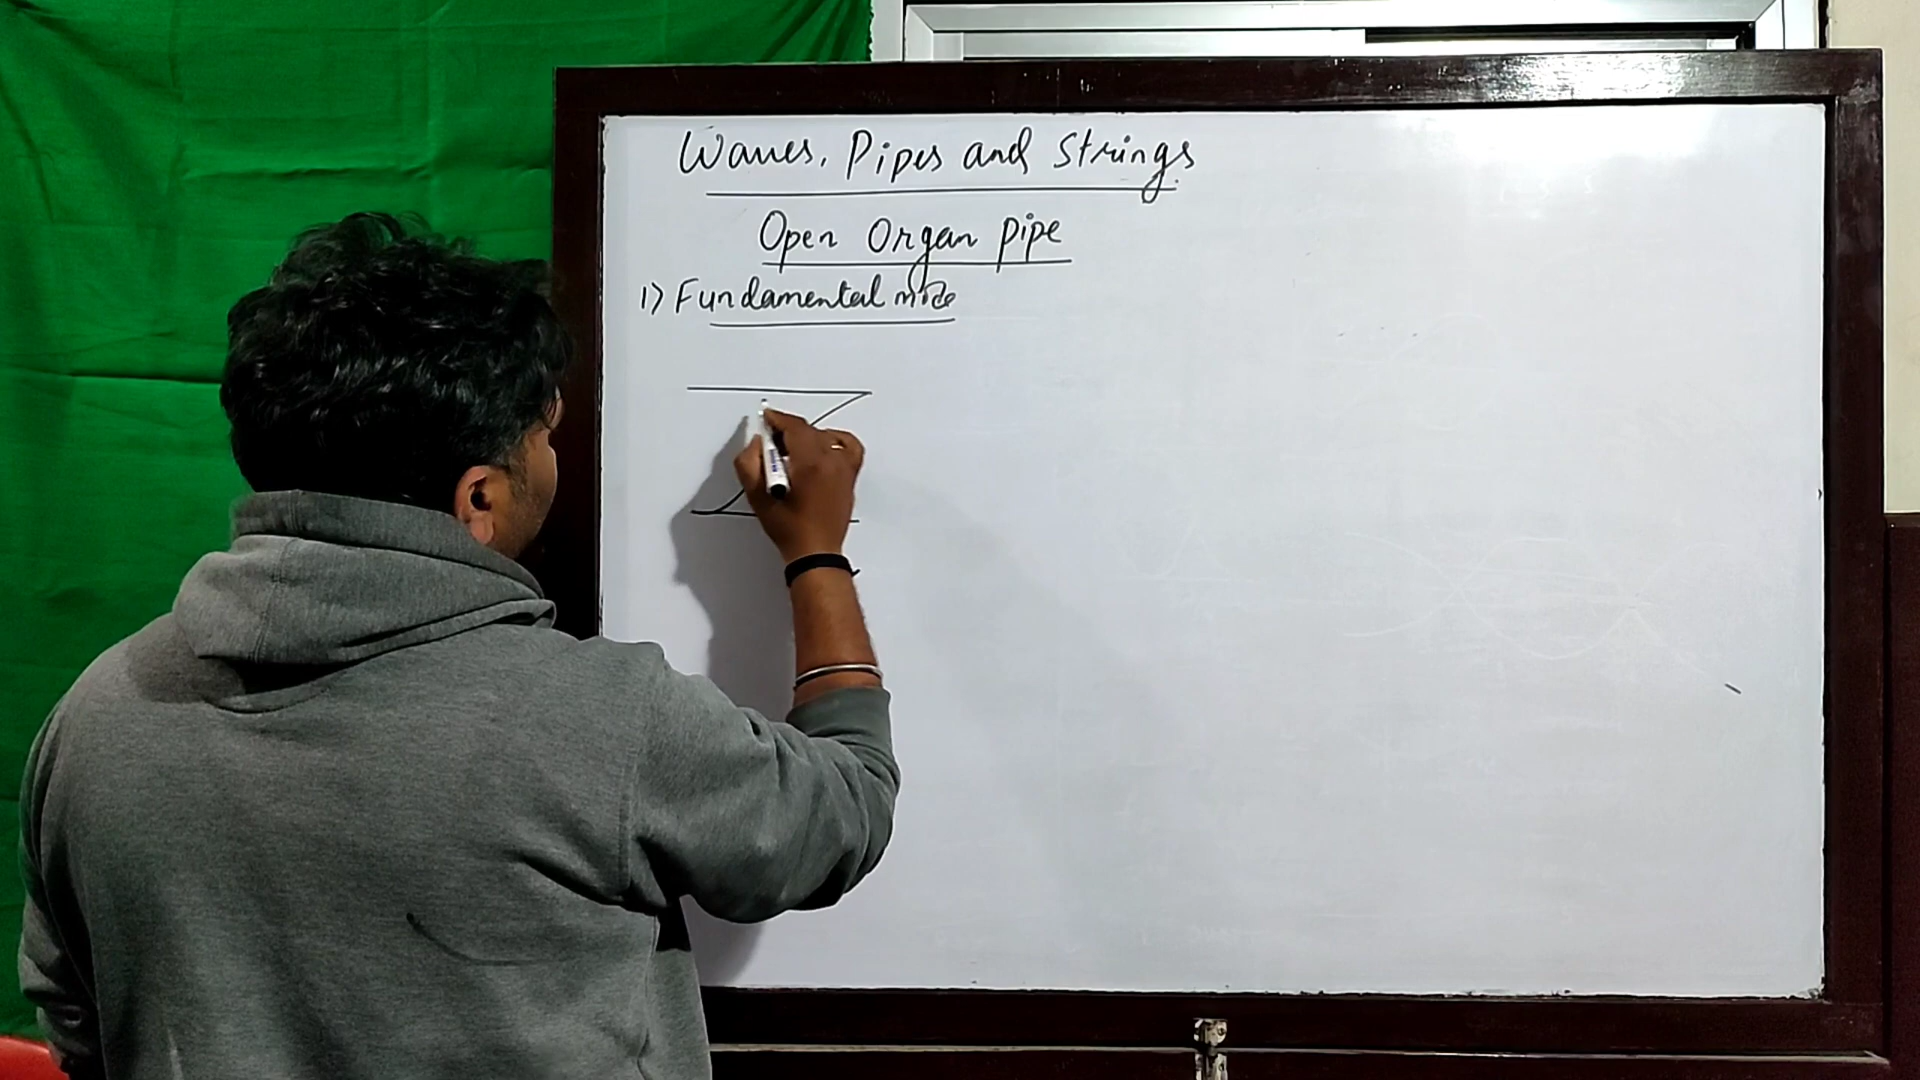 Waves, Pipes and Strings
Open Organ pipe
1) Fundamental mode